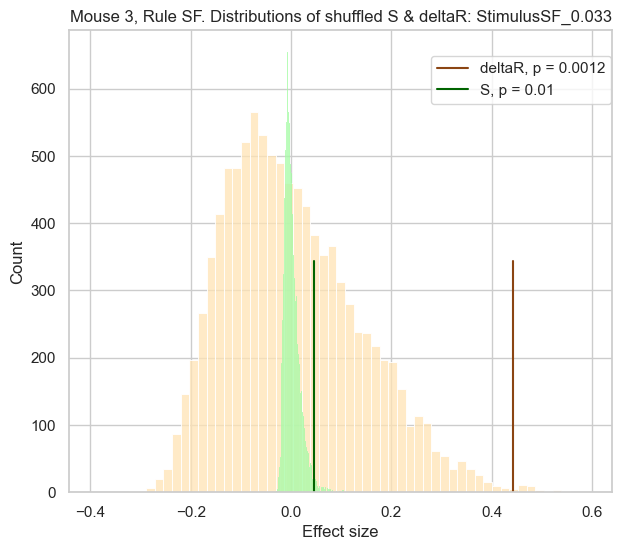 Mouse 3, Rule SF. Distributions of shuffled S & deltaR: StimulusSF_0.033
deltaR, p = 0.0012
S, p = 0.01
600
500
400
300
200
100
0
Count
−0.4
−0.2
0.0
0.2
0.4
0.6
Effect size